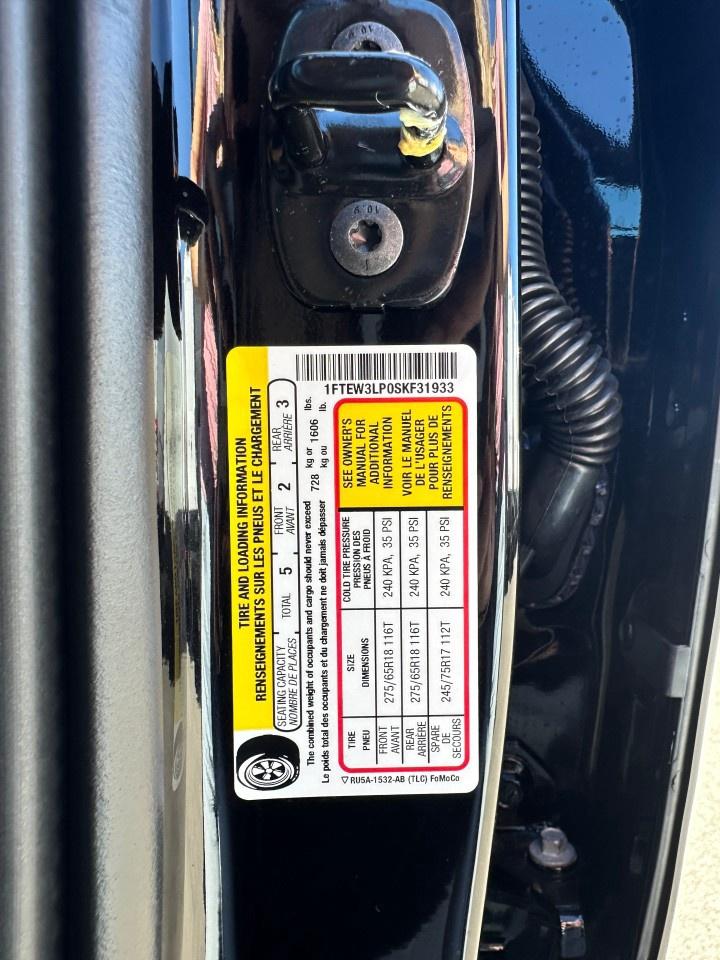 10.9
10.9
TIRE AND LOADING INFORMATION
RENSEIGNEMENTS SUR LES PNEUS ET LE CHARGEMENT
SEATING CAPACITY
NOMBRE DE PLACES
TOTAL 5
FRONT
AVANT 2
REAR
ARRIÈRE 3
The combined weight of occupants and cargo should never exceed
Le poids total des occupants et du chargement ne doit jamais dépasser
728 kg or 1606 lbs.
kg ou lb.
1FTEW3LP0SKF31933
TIRE
PNEU
SIZE
DIMENSIONS
COLD TIRE PRESSURE
PRESSION DES
PNEUS À FROID
FRONT
AVANT
275/65R18 116T
240 KPA, 35 PSI
REAR
ARRIÈRE
275/65R18 116T
240 KPA, 35 PSI
SPARE
DE
SECOURS
245/75R17 112T
240 KPA, 35 PSI
SEE OWNER'S
MANUAL FOR
ADDITIONAL
INFORMATION
VOIR LE MANUEL
DE L'USAGER
POUR PLUS DE
RENSEIGNEMENTS
RU5A-1532-AB (TLC) FoMoCo